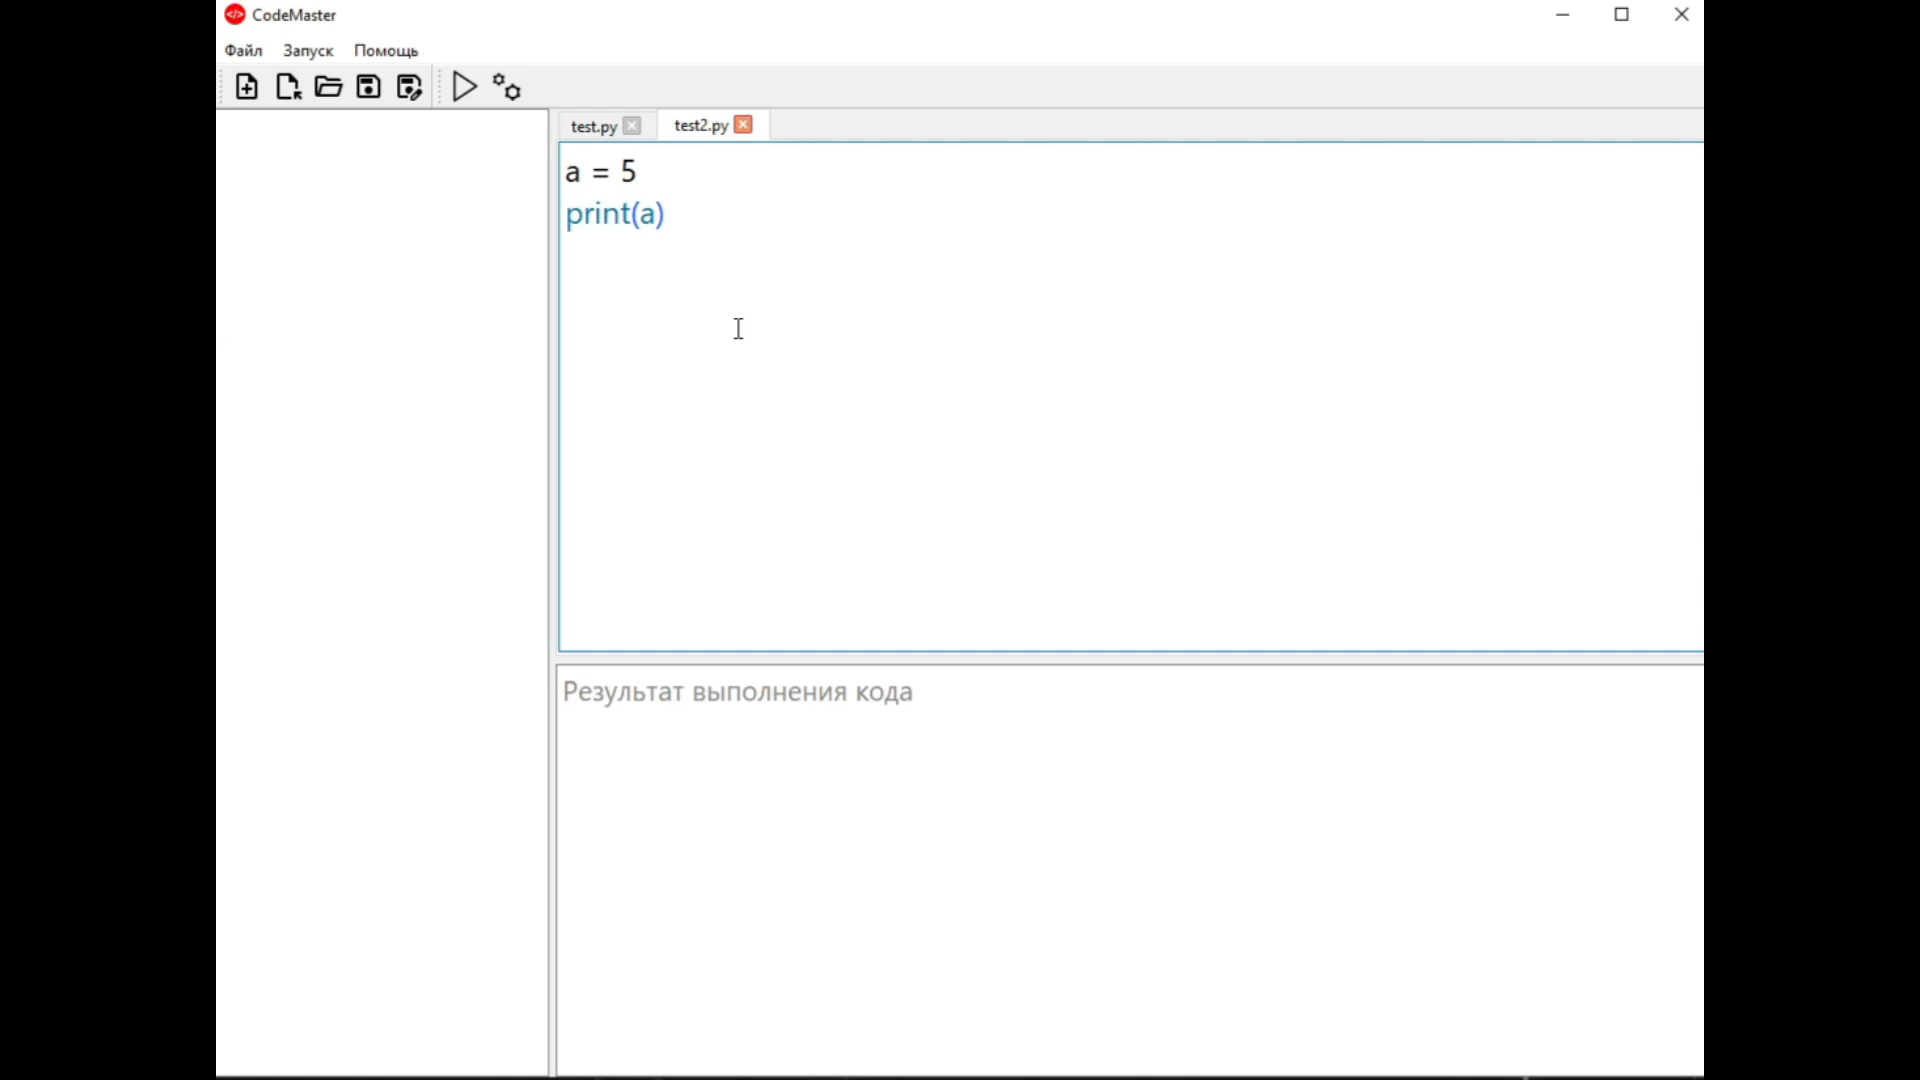 CodeMaster
Файл Запуск Помощь
test.py test2.py
a = 5
print(a)
Результат выполнения кода